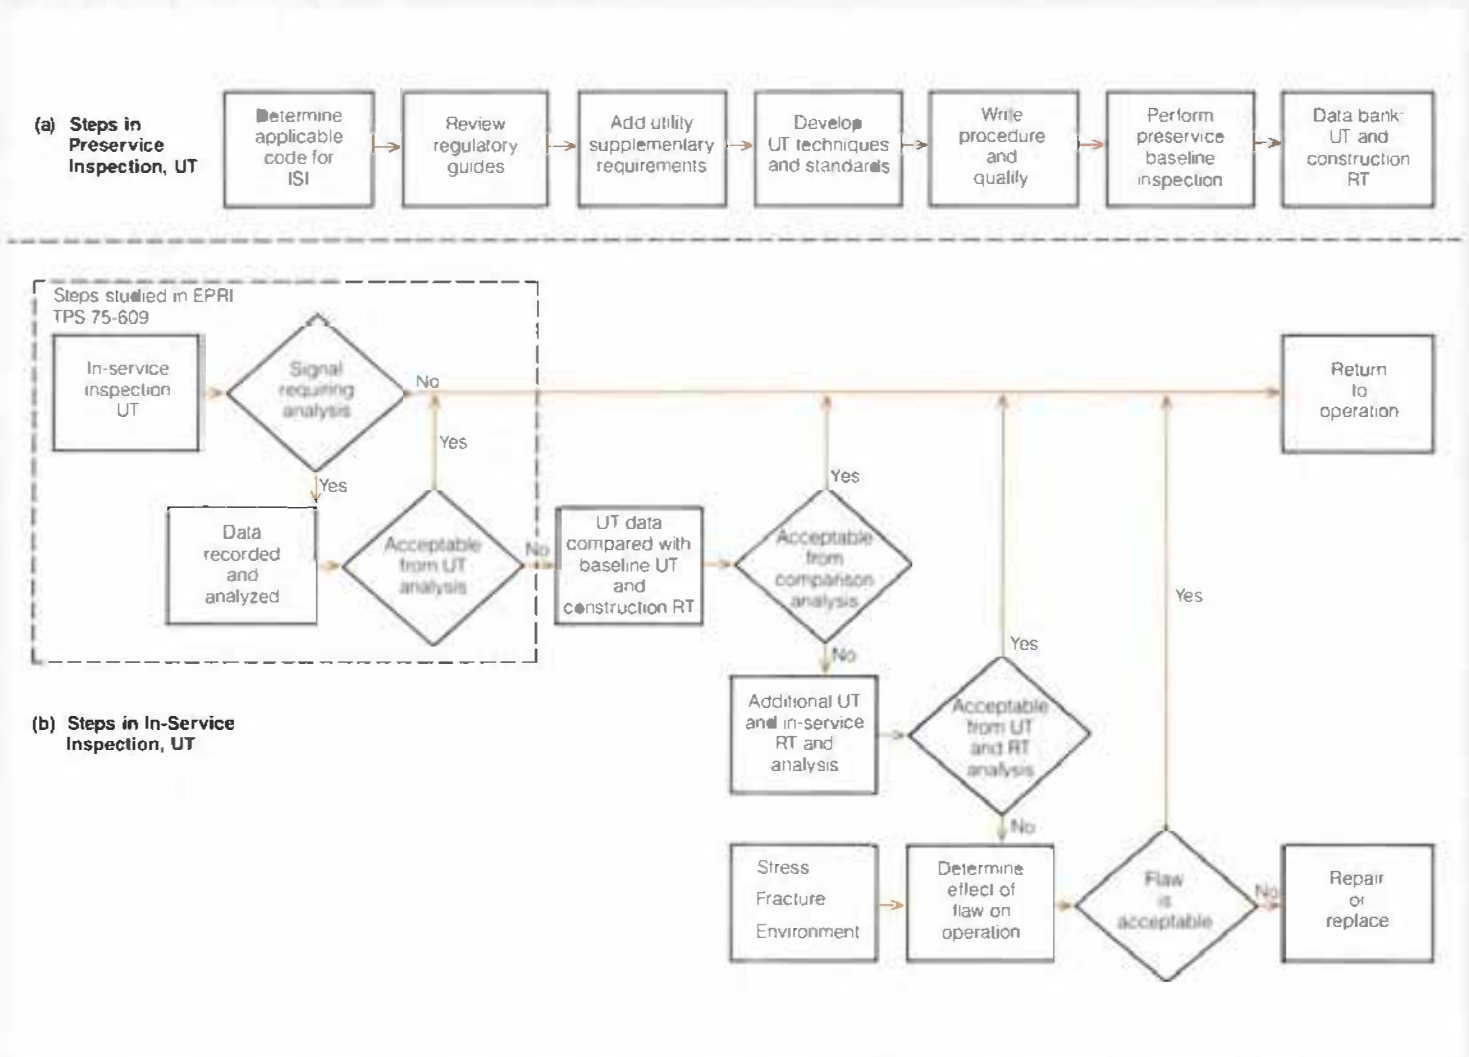 (a) Steps in
Preservice
Inspection, UT
Determine
applicable
code for
ISI
Review
regulatory
guides
Add utility
supplementary
requirements
Develop
UT techniques
and standards
Write
procedure
and
qualify
Perform
preservice
baseline
inspection
Data bank:
UT and
construction
RT
Steps studied in EPRI
TPS 75-609
In-service
inspection
UT
Signal
requiring
analysis
No
Return
to
operation
Yes
Yes
Data
recorded
and
analyzed
Acceptable
from UT
analysis
No
UT data
compared with
baseline UT
and
construction RT
Yes
Acceptable
from
comparison
analysis
No
Yes
Yes
(b) Steps in In-Service
Inspection, UT
Additional UT
and in-service
RT and
analysis
Acceptable
from UT
and RT
analysis
No
Stress
Fracture
Environment
Determine
effect of
flaw on
operation
Flaw
is
acceptable
No
Repair
or
replace